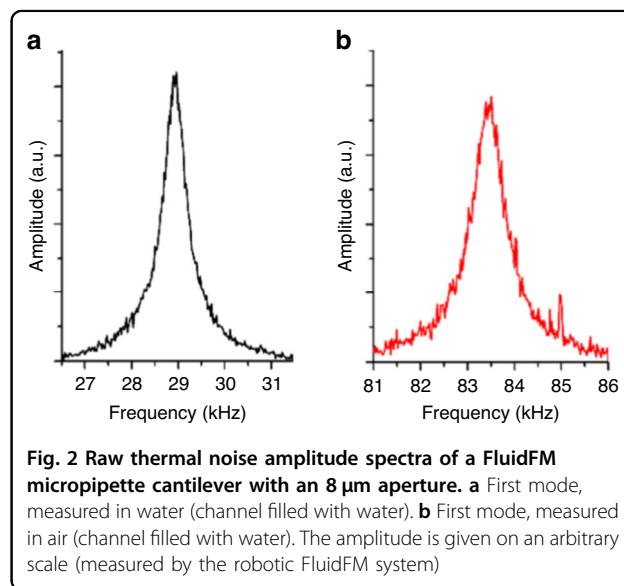 a
b
Amplitude (a.u.)
Amplitude (a.u.)
27 28 29 30 31
81 82 83 84 85 86
Frequency (kHz)
Frequency (kHz)
Fig. 2 Raw thermal noise amplitude spectra of a FluidFM
micropipette cantilever with an 8 μm aperture. a First mode,
measured in water (channel filled with water). b First mode, measured
in air (channel filled with water). The amplitude is given on an arbitrary
scale (measured by the robotic FluidFM system)